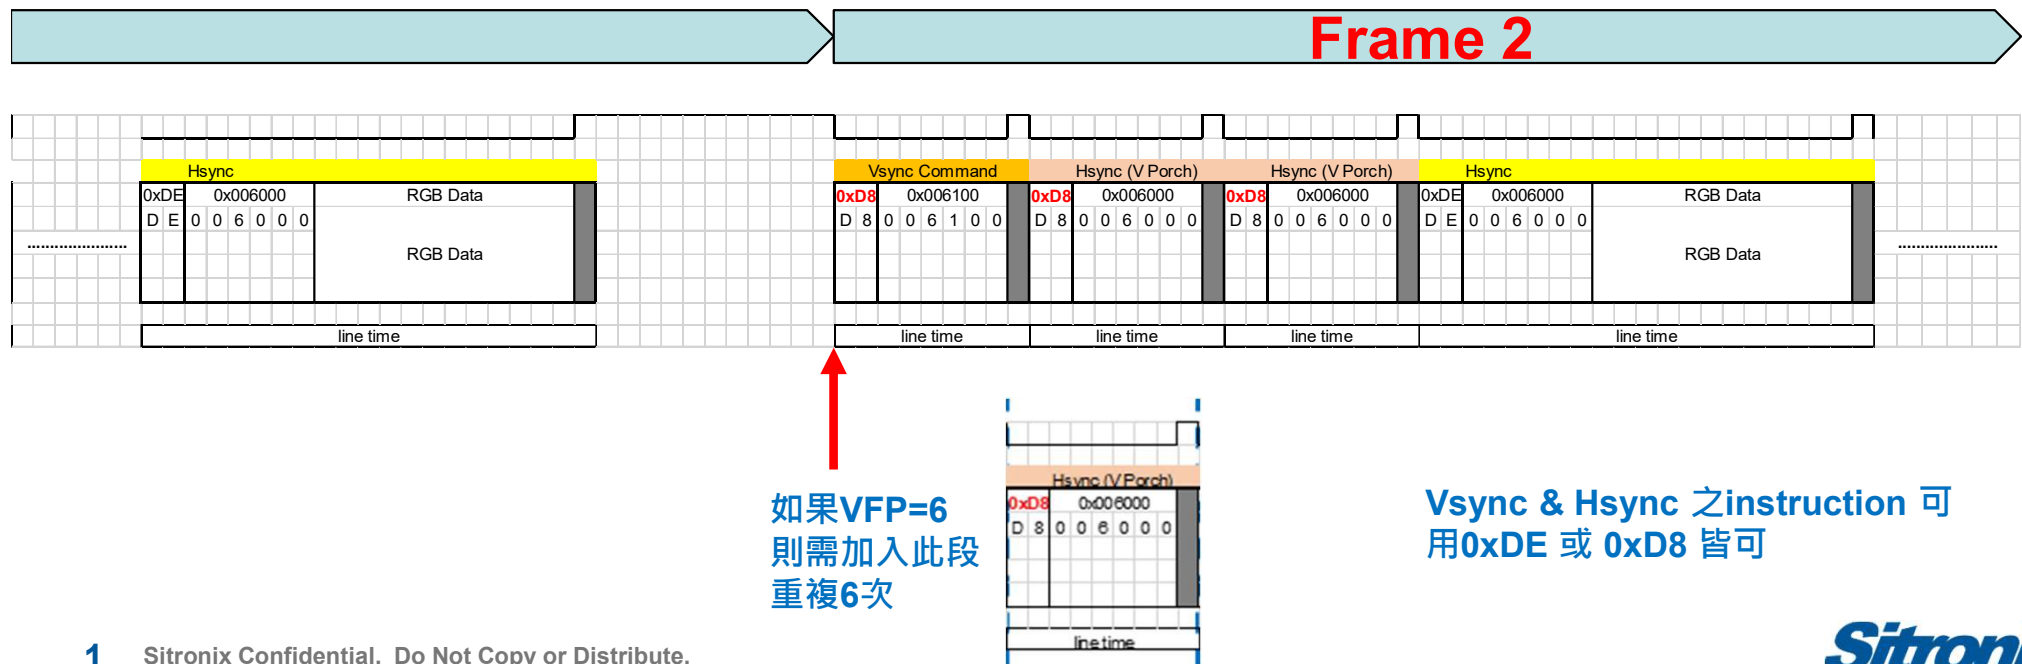 Frame 2
Hsync Vsync Command Hsync (V Porch) Hsync (V Porch) Hsync
0xDE 0x006000 RGB Data 0xD8 0x006100 0xD8 0x006000 0xD8 0x006000 0xDE 0x006000 RGB Data
D E 0 0 6 0 0 0 D 8 0 0 6 1 0 0 D 8 0 0 6 0 0 0 D 8 0 0 6 0 0 0 D E 0 0 6 0 0 0
...................... RGB Data RGB Data ......................
line time line time line time line time line time
如果VFP=6
則需加入此段
重複6次
Hsync (V Porch)
0xD8 0x006000
D 8 0 0 6 0 0 0
line time
Vsync & Hsync 之instruction 可
用0xDE 或 0xD8 皆可
1 Sitronix Confidential. Do Not Copy or Distribute.
Sitroni